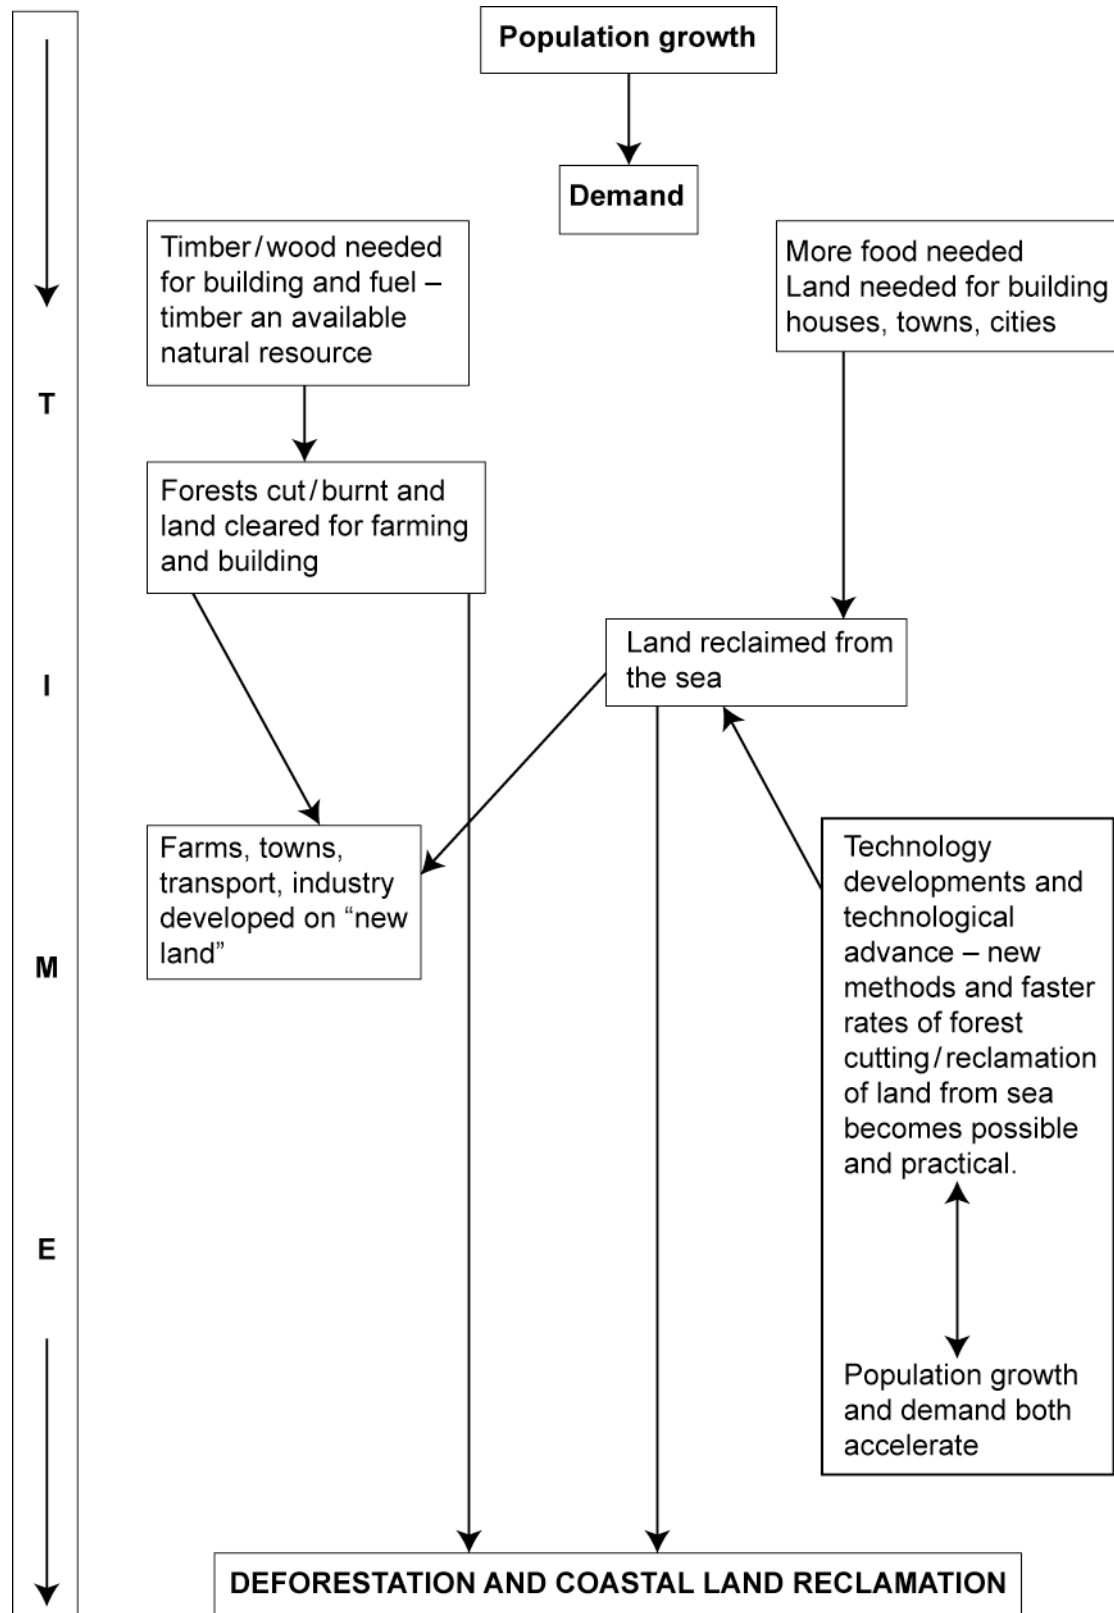 Population growth
Demand
Timber/wood needed
for building and fuel –
timber an available
natural resource
More food needed
Land needed for building
houses, towns, cities
T
I
M
E
Forests cut/burnt and
land cleared for farming
and building
Land reclaimed from
the sea
Farms, towns,
transport, industry
developed on “new
land”
Technology
developments and
technological
advance – new
methods and faster
rates of forest
cutting/reclamation
of land from sea
becomes possible
and practical.
Population growth
and demand both
accelerate
DEFORESTATION AND COASTAL LAND RECLAMATION